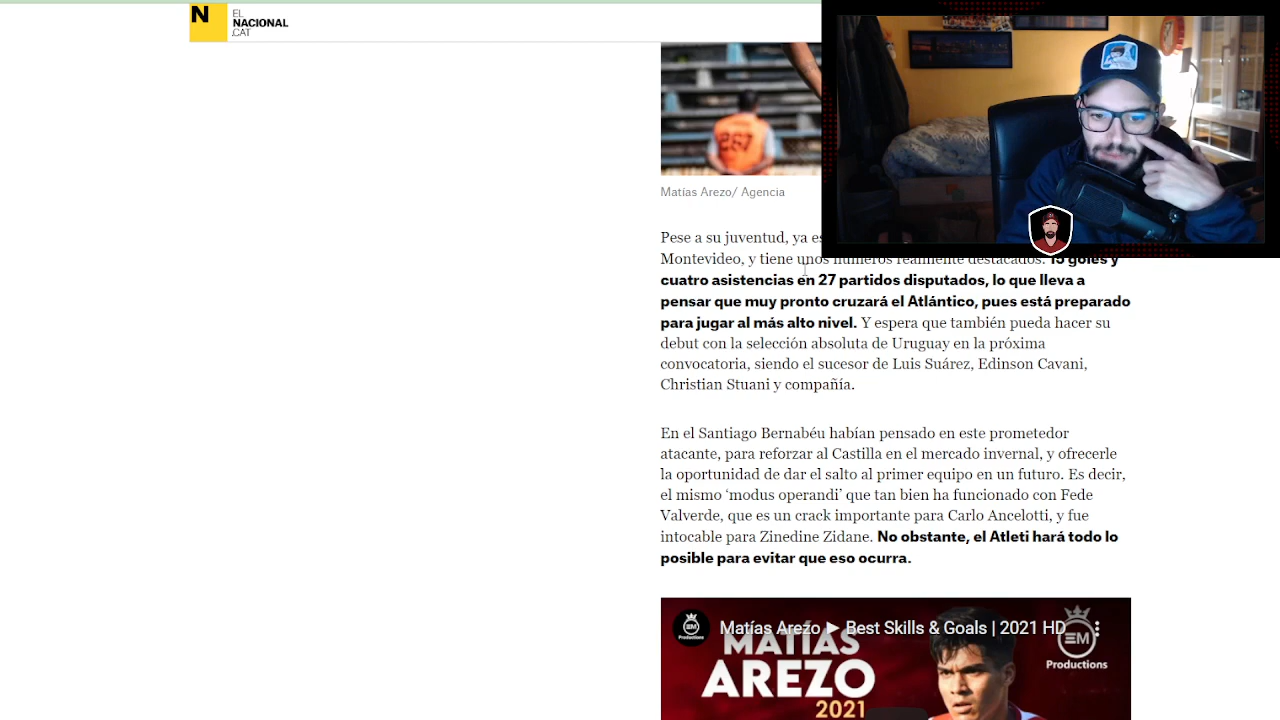 N
EL
NACIONAL
.CAT
257
Matías Arezo/ Agencia
Pese a su juventud, ya
Montevideo, y tiene unos números realmente destacados. 15 goles y
cuatro asistencias en 27 partidos disputados, lo que lleva a
pensar que muy pronto cruzará el Atlántico, pues está preparado
para jugar al más alto nivel. Y espera que también pueda hacer su
debut con la selección absoluta de Uruguay en la próxima
convocatoria, siendo el sucesor de Luis Suárez, Edinson Cavani,
Christian Stuani y compañía.
En el Santiago Bernabéu habían pensado en este prometedor
atacante, para reforzar al Castilla en el mercado invernal, y ofrecerle
la oportunidad de dar el salto al primer equipo en un futuro. Es decir,
el mismo ‘modus operandi’ que tan bien ha funcionado con Fede
Valverde, que es un crack importante para Carlo Ancelotti, y fue
intocable para Zinedine Zidane. No obstante, el Atleti hará todo lo
posible para evitar que eso ocurra.
EM
Productions
Matías Arezo ► Best Skills & Goals | 2021 HD
MATÍAS
AREZO
2021
EM
Productions